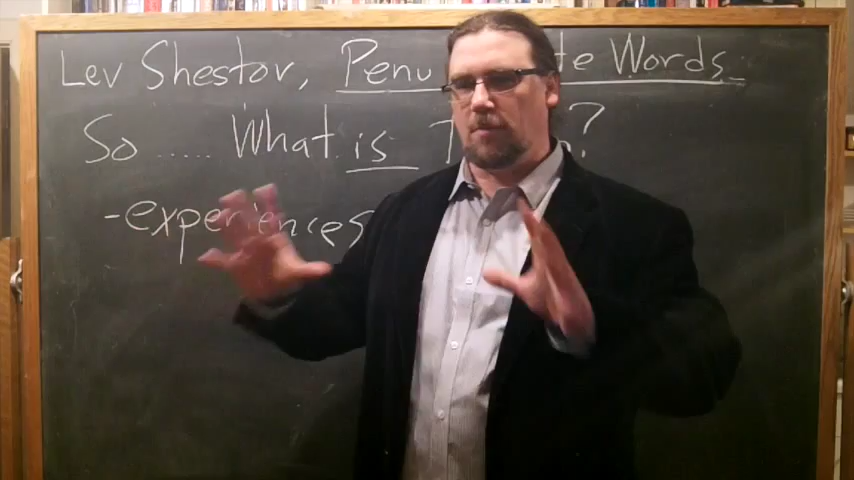 Lev Shestov, Penu te Words
So ..... What is T ?
- experiences